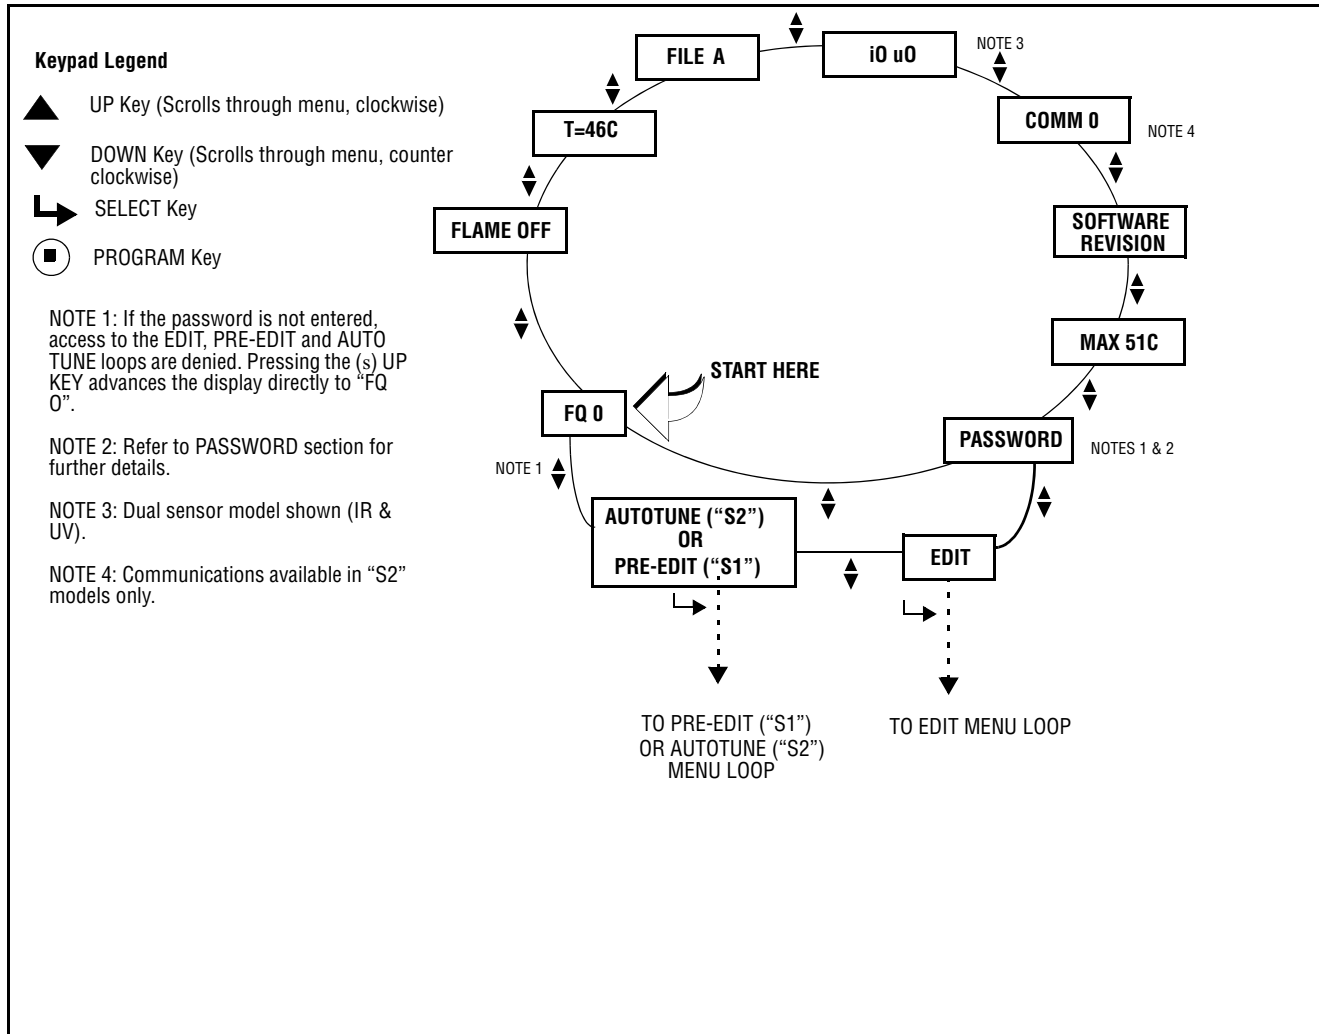 Keypad Legend
UP Key (Scrolls through menu, clockwise)
DOWN Key (Scrolls through menu, counter
clockwise)
SELECT Key
PROGRAM Key
NOTE 1: If the password is not entered,
access to the EDIT, PRE-EDIT and AUTO
TUNE loops are denied. Pressing the (s) UP
KEY advances the display directly to “FQ
O”.
NOTE 2: Refer to PASSWORD section for
further details.
NOTE 3: Dual sensor model shown (IR &
UV).
NOTE 4: Communications available in “S2”
models only.
FILE A
iO uO
NOTE 3
T=46C
COMM 0
NOTE 4
FLAME OFF
SOFTWARE
REVISION
MAX 51C
START HERE
FQ 0
PASSWORD
NOTES 1 & 2
NOTE 1
AUTOTUNE (“S2”)
OR
PRE-EDIT (“S1”)
EDIT
TO PRE-EDIT (“S1”)
OR AUTOTUNE (“S2”)
MENU LOOP
TO EDIT MENU LOOP